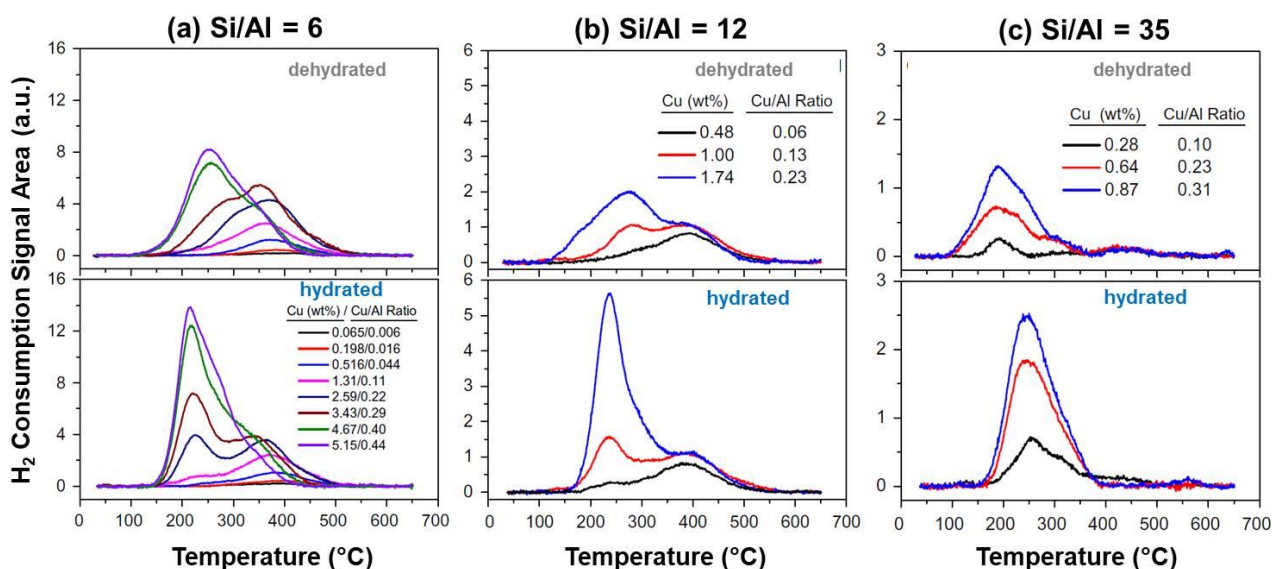 (a) Si/Al = 6
(b) Si/Al = 12
(c) Si/Al = 35
H2 Consumption Signal Area (a.u.)
16
12
8
4
0
dehydrated
16
12
8
4
0
hydrated
Cu (wt%) / Cu/Al Ratio
0.065/0.006
0.198/0.016
0.516/0.044
1.31/0.11
2.59/0.22
3.43/0.29
4.67/0.40
5.15/0.44
0 100 200 300 400 500 600 700
Temperature (°C)
6
5
4
3
2
1
0
dehydrated
Cu (wt%) Cu/Al Ratio
0.48 0.06
1.00 0.13
1.74 0.23
6
5
4
3
2
1
0
hydrated
0 100 200 300 400 500 600 700
Temperature (°C)
3
2
1
0
dehydrated
Cu (wt%) Cu/Al Ratio
0.28 0.10
0.64 0.23
0.87 0.31
3
2
1
0
hydrated
0 100 200 300 400 500 600 700
Temperature (°C)